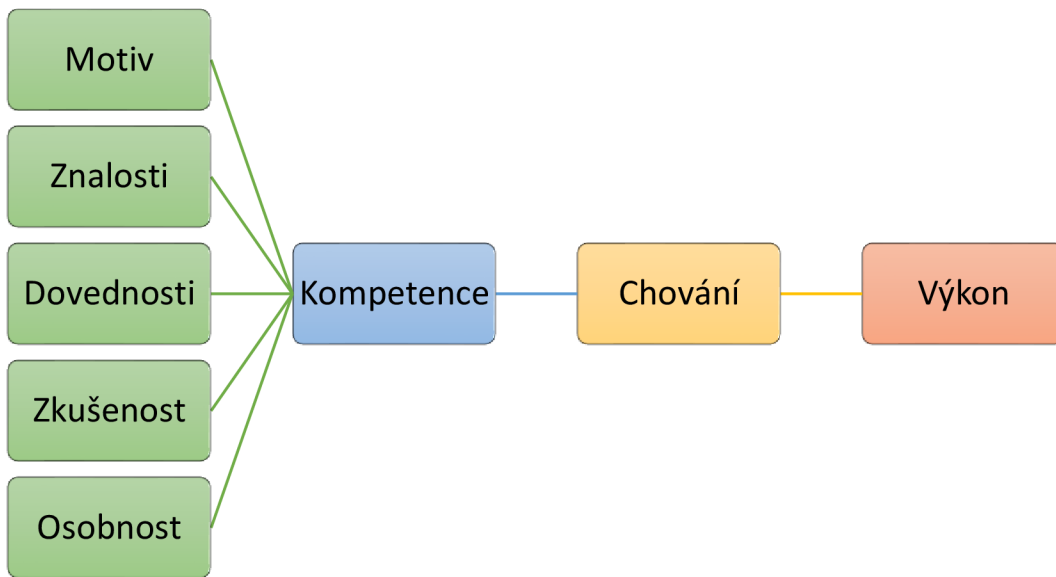 Motiv
Znalosti
Dovednosti
Zkušenost
Osobnost
Kompetence
Chování
Výkon